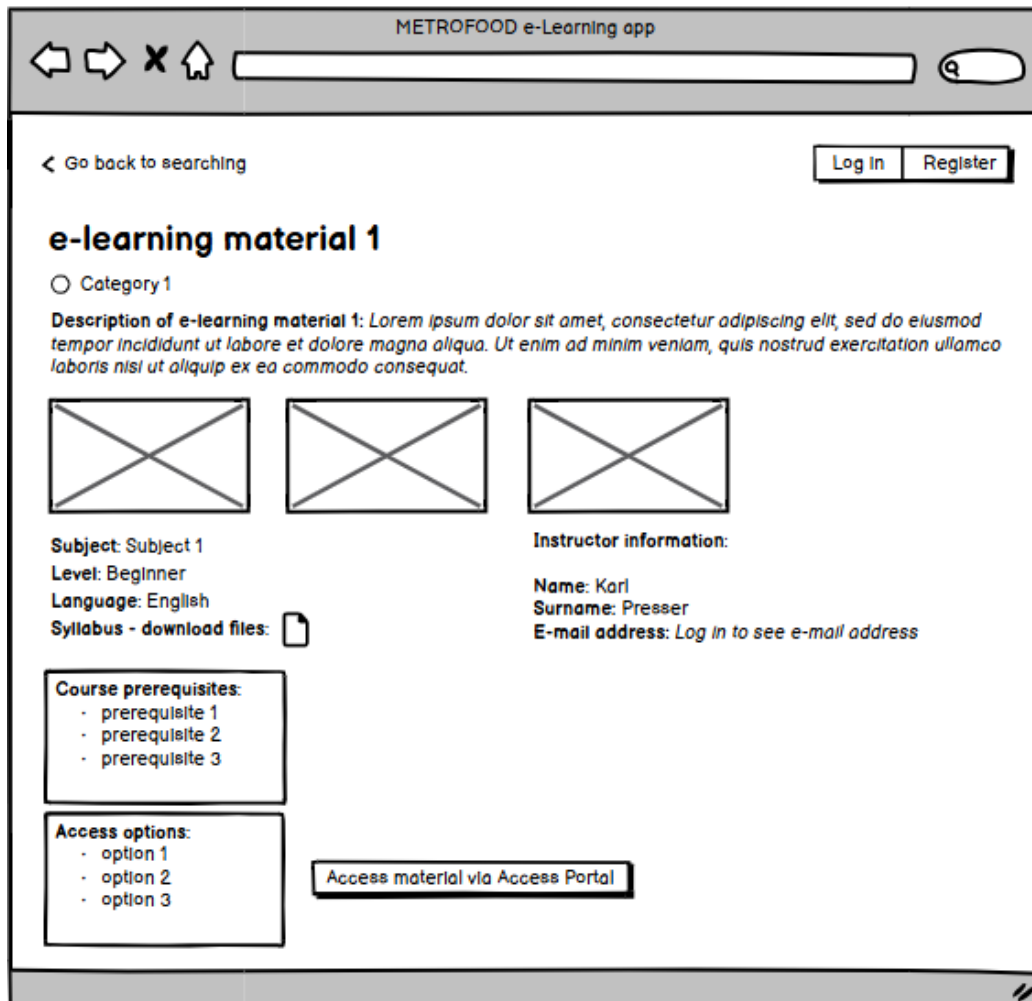 METROFOOD e-Learning app
Go back to searching
Log in
Register
e-learning material 1
Category 1
Description of e-learning material 1: Lorem ipsum dolor sit amet, consectetur adipiscing elit, sed do eiusmod
tempor incididunt ut labore et dolore magna aliqua. Ut enim ad minim veniam, quis nostrud exercitation ullamco
laboris nisi ut aliquip ex ea commodo consequat.
Subject: Subject 1
Level: Beginner
Language: English
Syllabus - download files:
Instructor information:
Name: Karl
Surname: Presser
E-mail address: Log in to see e-mail address
Course prerequisites:
· prerequisite 1
· prerequisite 2
· prerequisite 3
Access options:
· option 1
· option 2
· option 3
Access material via Access Portal